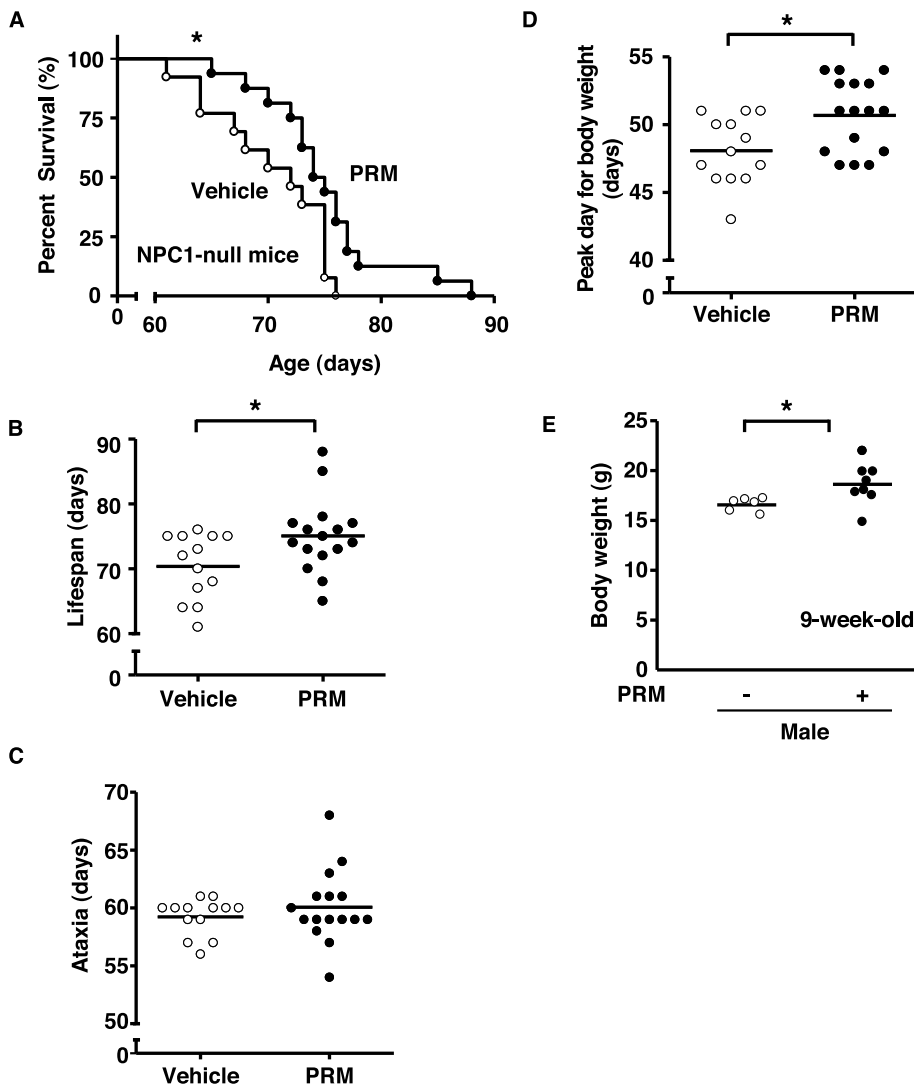 A
*
Percent Survival (%)
100
75
50
25
0
Vehicle
PRM
NPC1-null mice
0 60 70 80 90
Age (days)
B
*
Lifespan (days)
90
80
70
60
0
Vehicle PRM
C
Ataxia (days)
70
65
60
55
50
0
Vehicle PRM
D
*
Peak day for body weight
(days)
55
50
45
40
0
Vehicle PRM
E
*
Body weight (g)
25
20
15
10
5
0
9-week-old
PRM - +
Male